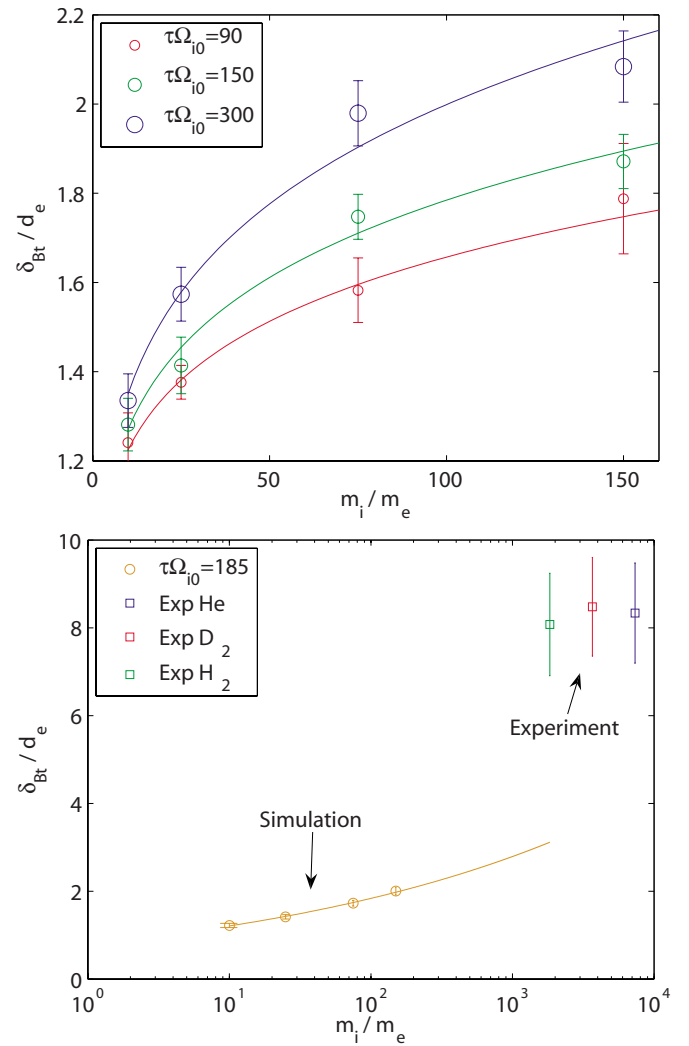 2.2
2
1.8
1.6
1.4
1.2
δBt / de
τΩi0=90
τΩi0=150
τΩi0=300
0 50 100 150
mi / me
10
8
6
4
2
0
δBt / de
τΩi0=185
Exp He
Exp D 2
Exp H 2
Experiment
Simulation
10^0 10^1 10^2 10^3 10^4
mi / me